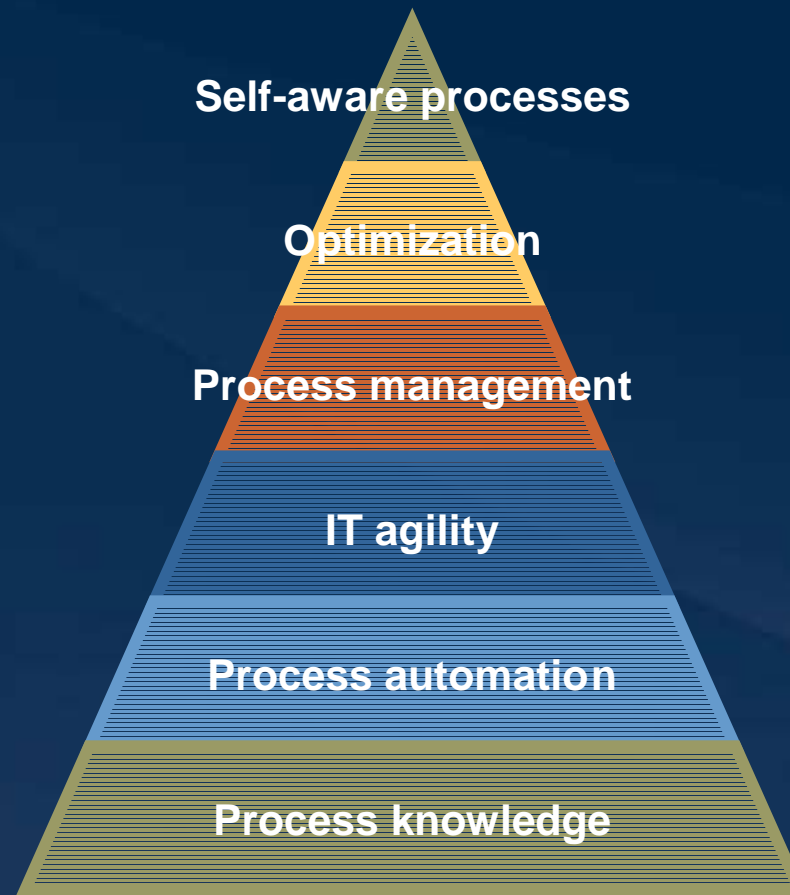 Self-aware processes
Optimization
Process management
IT agility
Process automation
Process knowledge